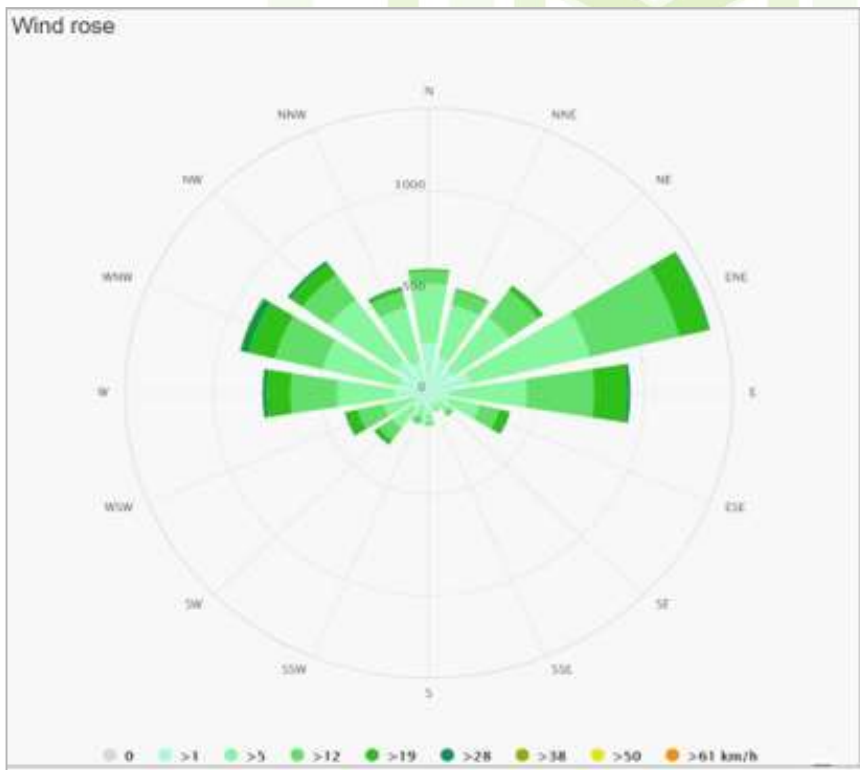 Wind rose
N
NNW
NNE
NW
NE
1000
WNW
ENE
500
0
W
E
WSW
ESE
SW
SE
SSW
SSE
S
0 >1 >5 >12 >19 >28 >38 >50 >61 km/h